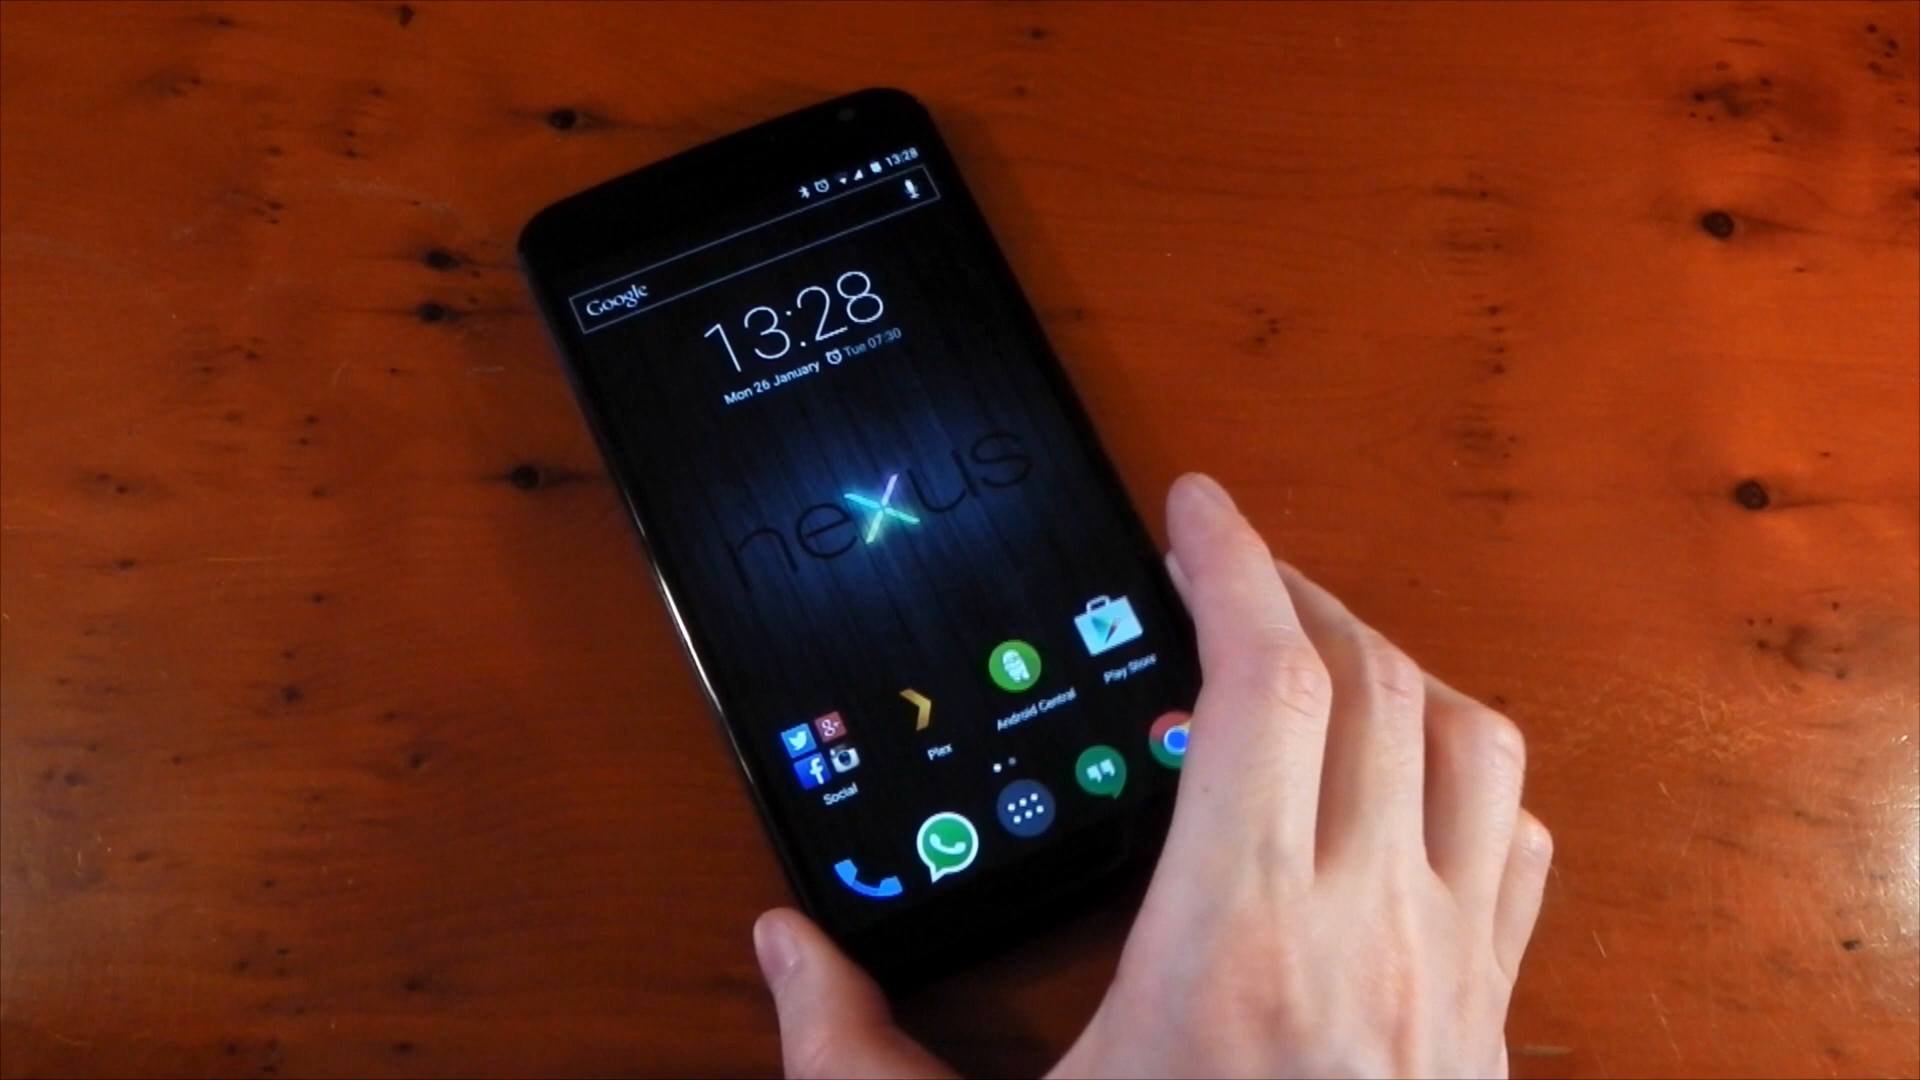 13:28
Google
13:28
Mon 26 January Tue 07:30
nexus
Play Store
Android Central
Plex
Social